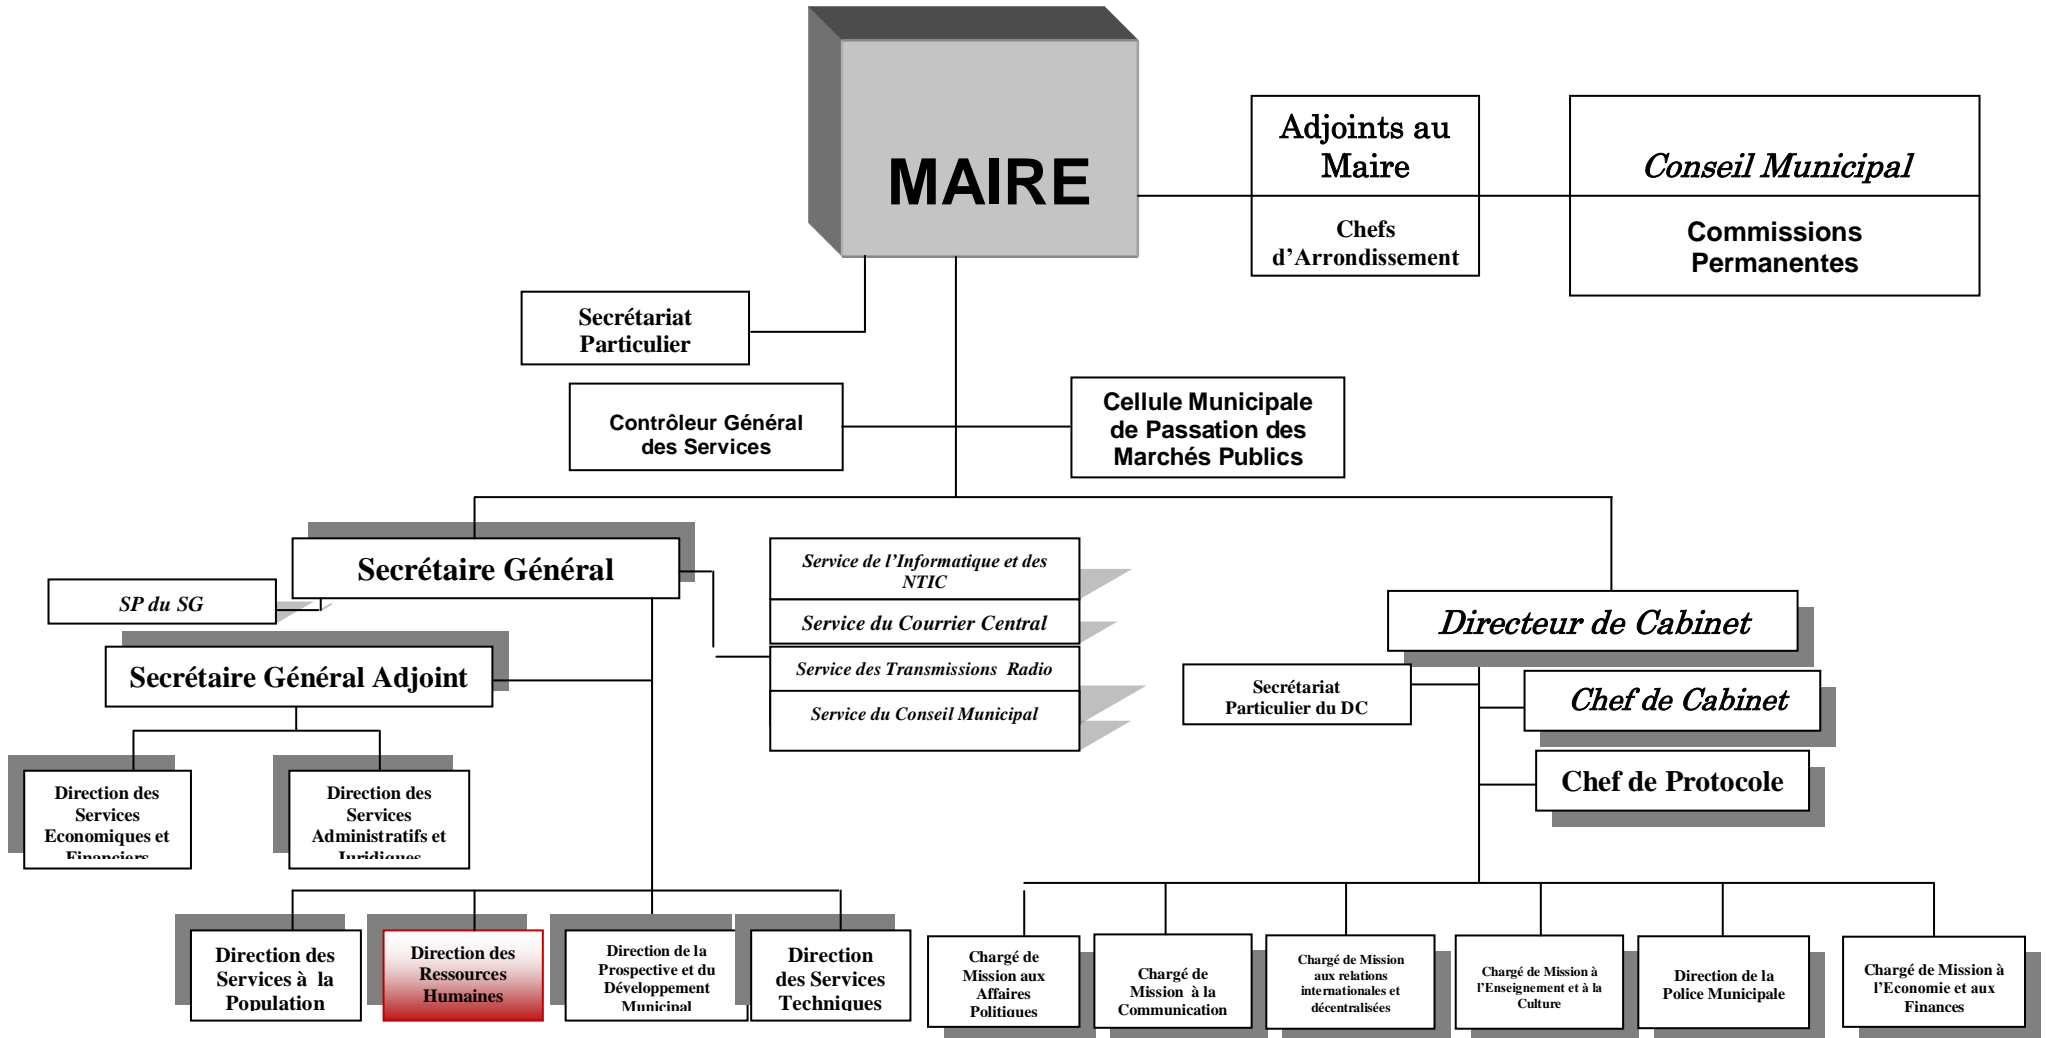 MAIRE
Adjoints au
Maire
Chefs
d’Arrondissement
Conseil Municipal
Commissions
Permanentes
Secrétariat
Particulier
Contrôleur Général
des Services
Cellule Municipale
de Passation des
Marchés Publics
Secrétaire Général
SP du SG
Secrétaire Général Adjoint
Service de l’Informatique et des
NTIC
Service du Courrier Central
Service des Transmissions Radio
Service du Conseil Municipal
Directeur de Cabinet
Secrétariat
Particulier du DC
Chef de Cabinet
Chef de Protocole
Direction des
Services
Economiques et
Financiers
Direction des
Services
Administratifs et
Juridiques
Direction des
Services à la
Population
Direction des
Ressources
Humaines
Direction de la
Prospective et du
Développement
Municipal
Direction
des Services
Techniques
Chargé de
Mission aux
Affaires
Politiques
Chargé de
Mission à la
Communication
Chargé de Mission
aux relations
internationales et
décentralisées
Chargé de Mission à
l’Enseignement et à la
Culture
Direction de la
Police Municipale
Chargé de Mission à
l’Economie et aux
Finances